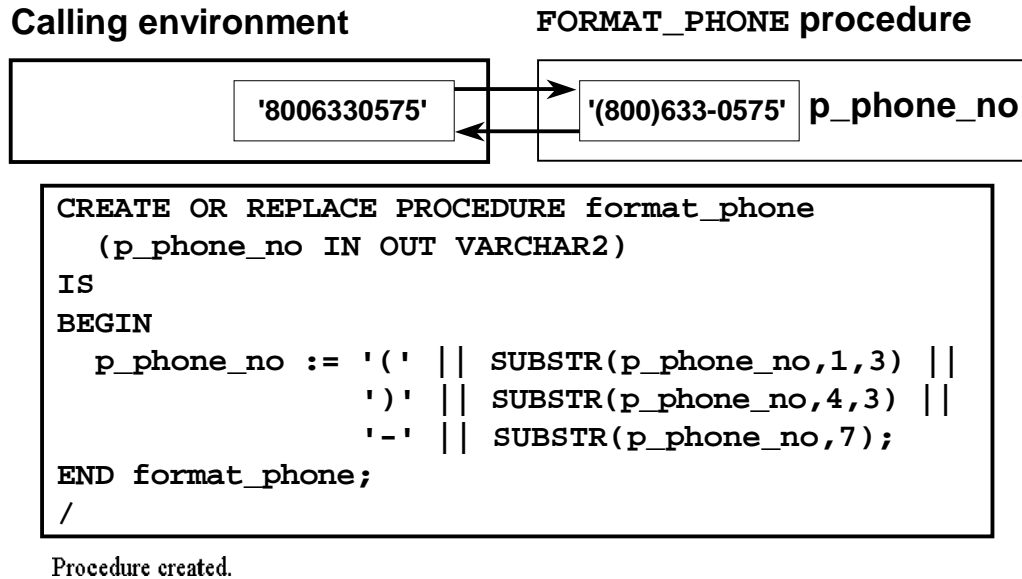 Calling environment
FORMAT_PHONE procedure
'8006330575'
'(800)633-0575'
p_phone_no
CREATE OR REPLACE PROCEDURE format_phone
(p_phone_no IN OUT VARCHAR2)
IS
BEGIN
p_phone_no := '(' || SUBSTR(p_phone_no,1,3) ||
')' || SUBSTR(p_phone_no,4,3) ||
'-' || SUBSTR(p_phone_no,7);
END format_phone;
/
Procedure created.